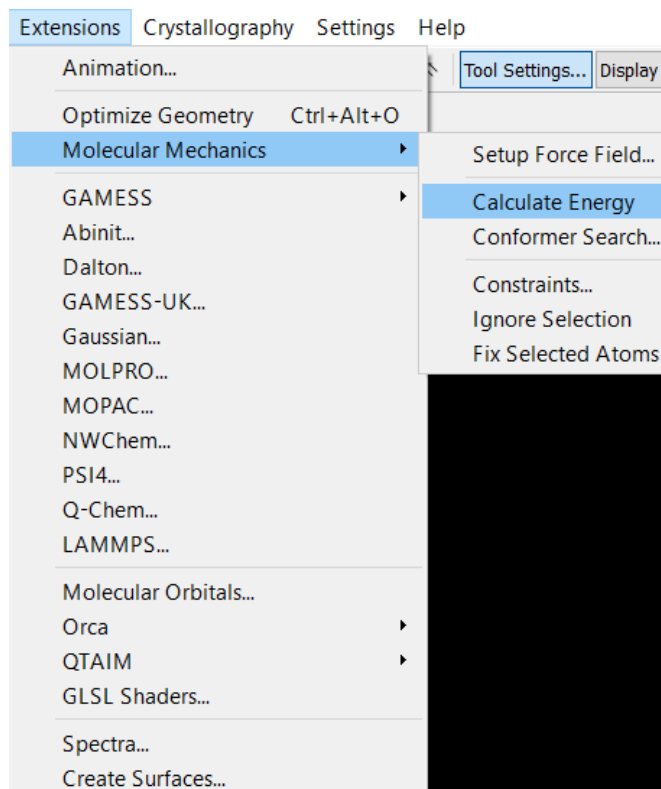 Extensions Crystallography Settings Help
Animation...
Tool Settings... Display
Optimize Geometry Ctrl+Alt+O
Molecular Mechanics
Setup Force Field...
GAMESS
Calculate Energy
Abinit...
Conformer Search...
Dalton...
Constraints...
GAMESS-UK...
Ignore Selection
Gaussian...
Fix Selected Atoms
MOLPRO...
MOPAC...
NWChem...
PSI4...
Q-Chem...
LAMMPS...
Molecular Orbitals...
Orca
QTAIM
GLSL Shaders...
Spectra...
Create Surfaces...